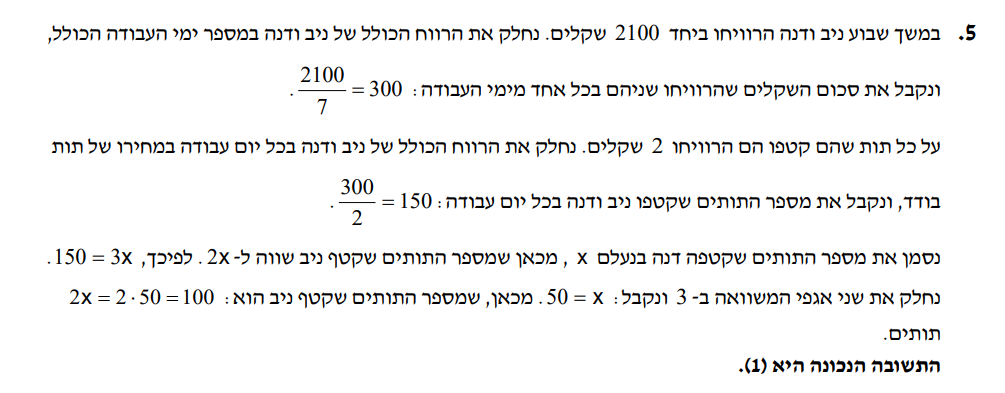 5. במשך שבוע ניב ודנה הרוויחו ביחד 2100 שקלים. נחלק את הרווח הכולל של ניב ודנה במספר ימי העבודה הכולל,
ונקבל את סכום השקלים שהרוויחו שניהם בכל אחד מימי העבודה: 2100/7 = 300.
על כל תות שהם קטפו הם הרוויחו 2 שקלים. נחלק את הרווח הכולל של ניב ודנה בכל יום עבודה במחירו של תות
בודד, ונקבל את מספר התותים שקטפו ניב ודנה בכל יום עבודה: 300/2 = 150.
נסמן את מספר התותים שקטפה דנה בנעלם x, מכאן שמספר התותים שקטף ניב שווה ל- 2x. לפיכך, 150 = 3x.
נחלק את שני אגפי המשוואה ב- 3 ונקבל: 50 = x. מכאן, שמספר התותים שקטף ניב הוא: 2x = 2·50 = 100
תותים.
התשובה הנכונה היא (1).